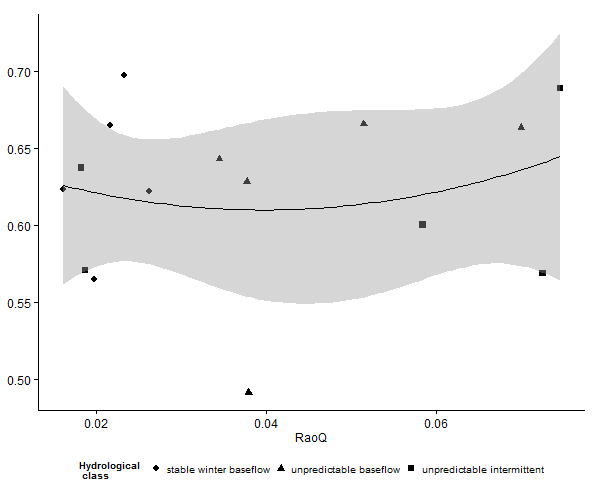 0.70
0.65
0.60
0.55
0.50
0.02 0.04 0.06
RaoQ
Hydrological
class
stable winter baseflow unpredictable baseflow unpredictable intermittent